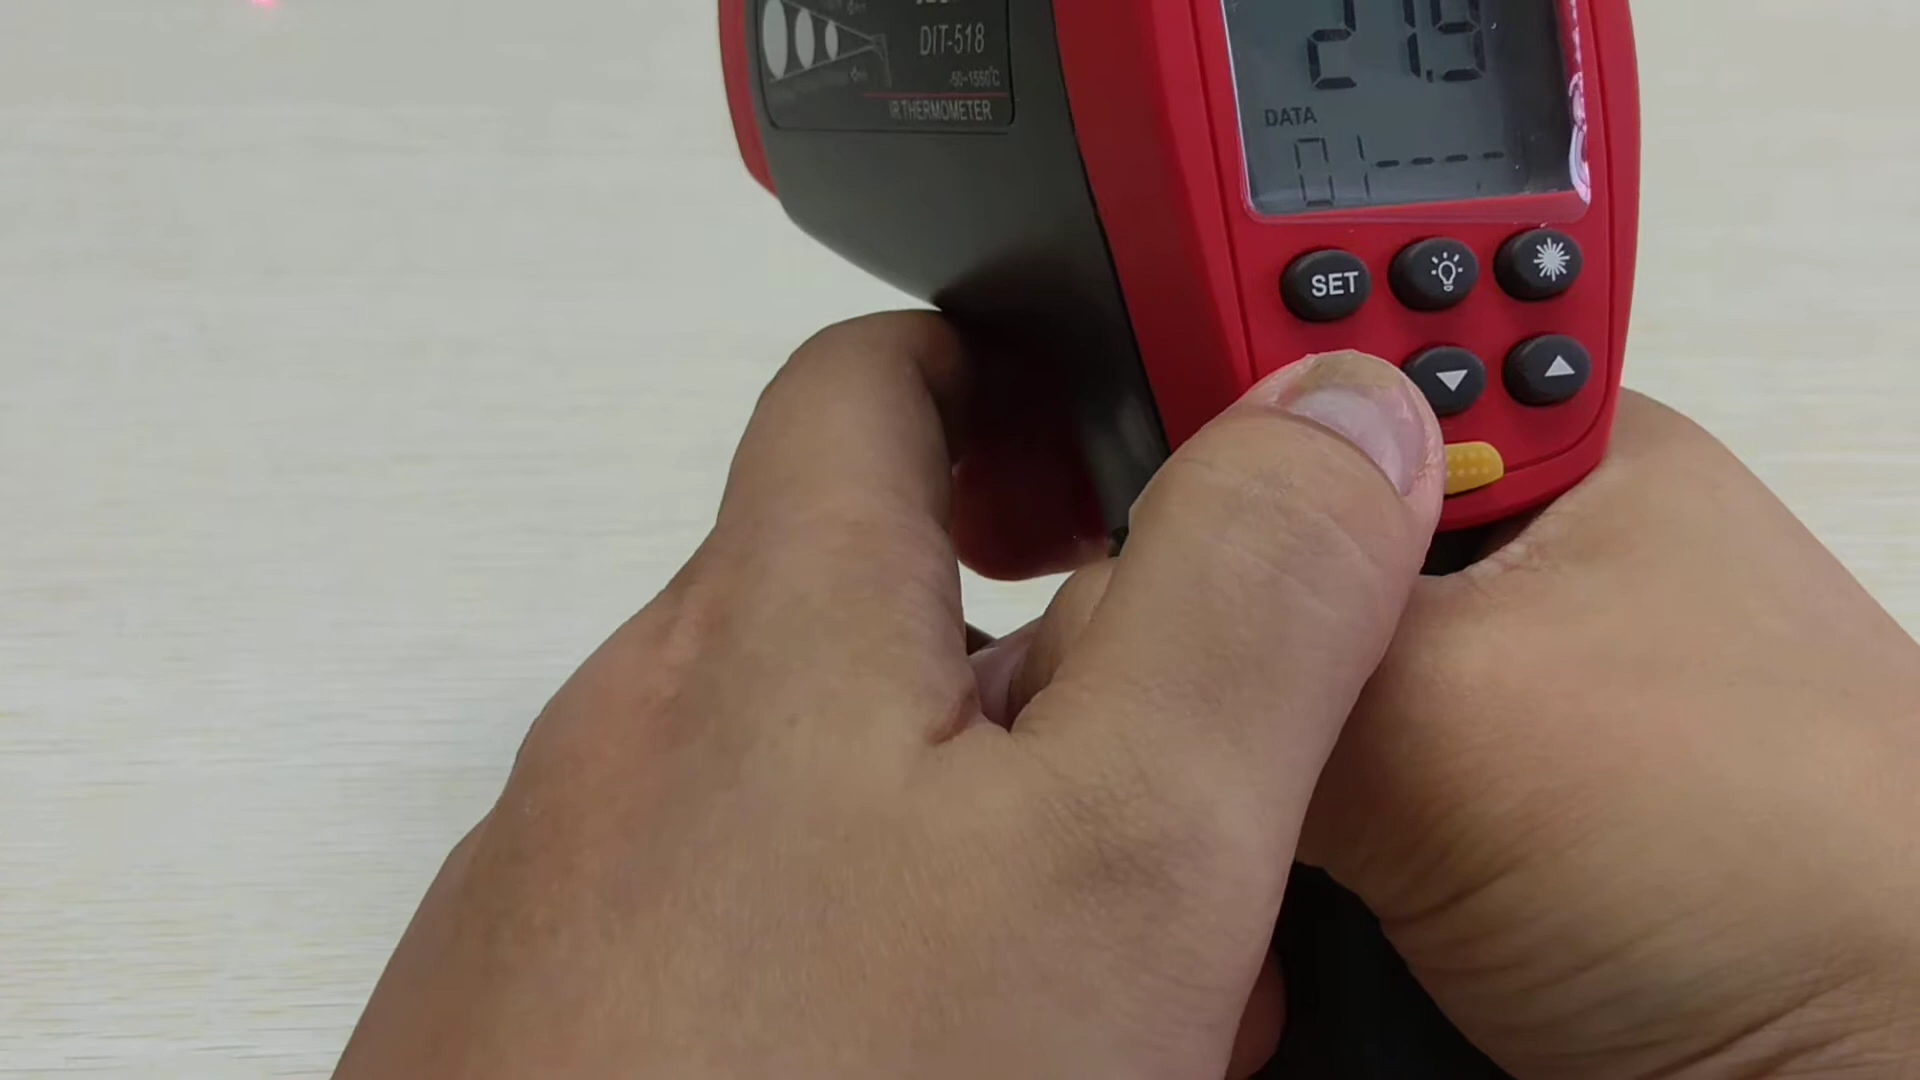 DIT-518
-50~1550°C
IR THERMOMETER
21.9
DATA
01 ----
SET